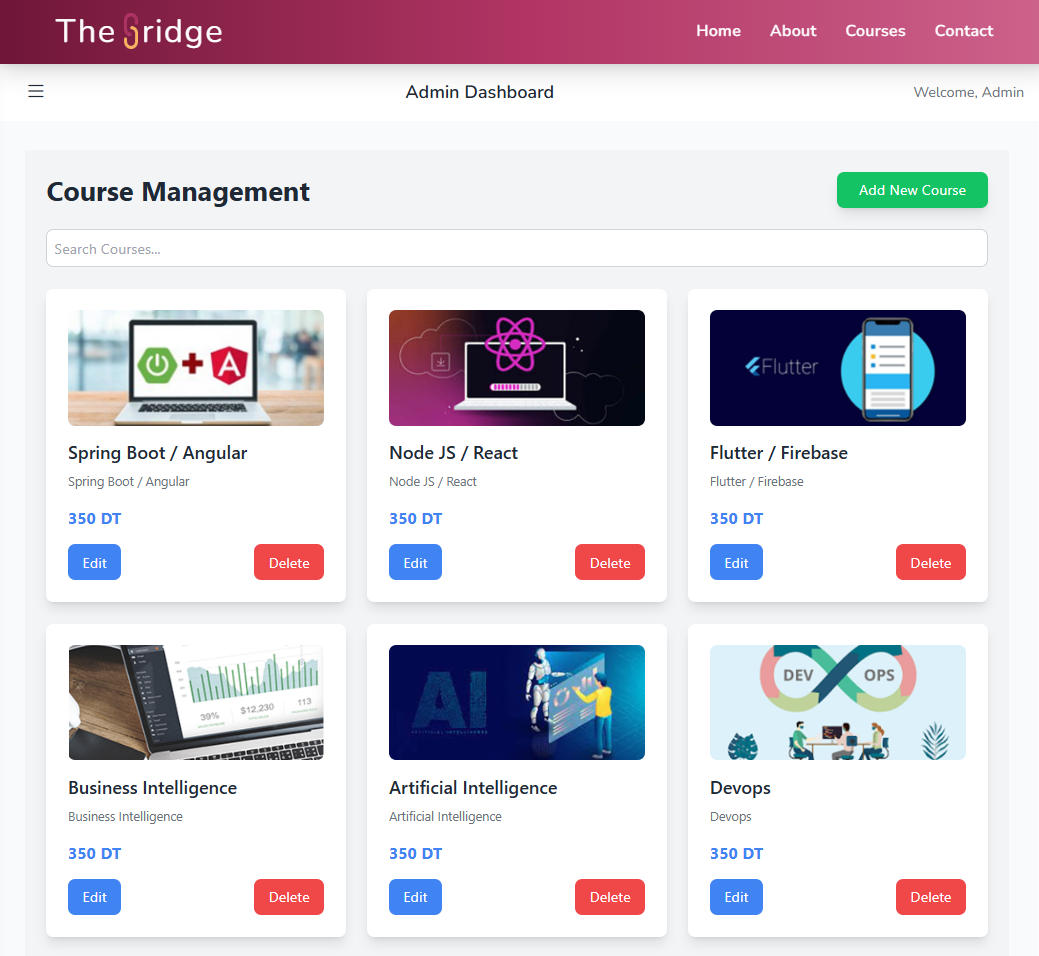 The Bridge
Home About Courses Contact
Admin Dashboard
Welcome, Admin
Course Management
Add New Course
Search Courses...
Spring Boot / Angular
Spring Boot / Angular
350 DT
Edit Delete
Node JS / React
Node JS / React
350 DT
Edit Delete
Flutter
Flutter / Firebase
Flutter / Firebase
350 DT
Edit Delete
39%
$12,230
113
Business Intelligence
Business Intelligence
350 DT
Edit Delete
AI
ARTIFICIAL INTELLIGENCE
Artificial Intelligence
Artificial Intelligence
350 DT
Edit Delete
DEV OPS
Devops
Devops
350 DT
Edit Delete